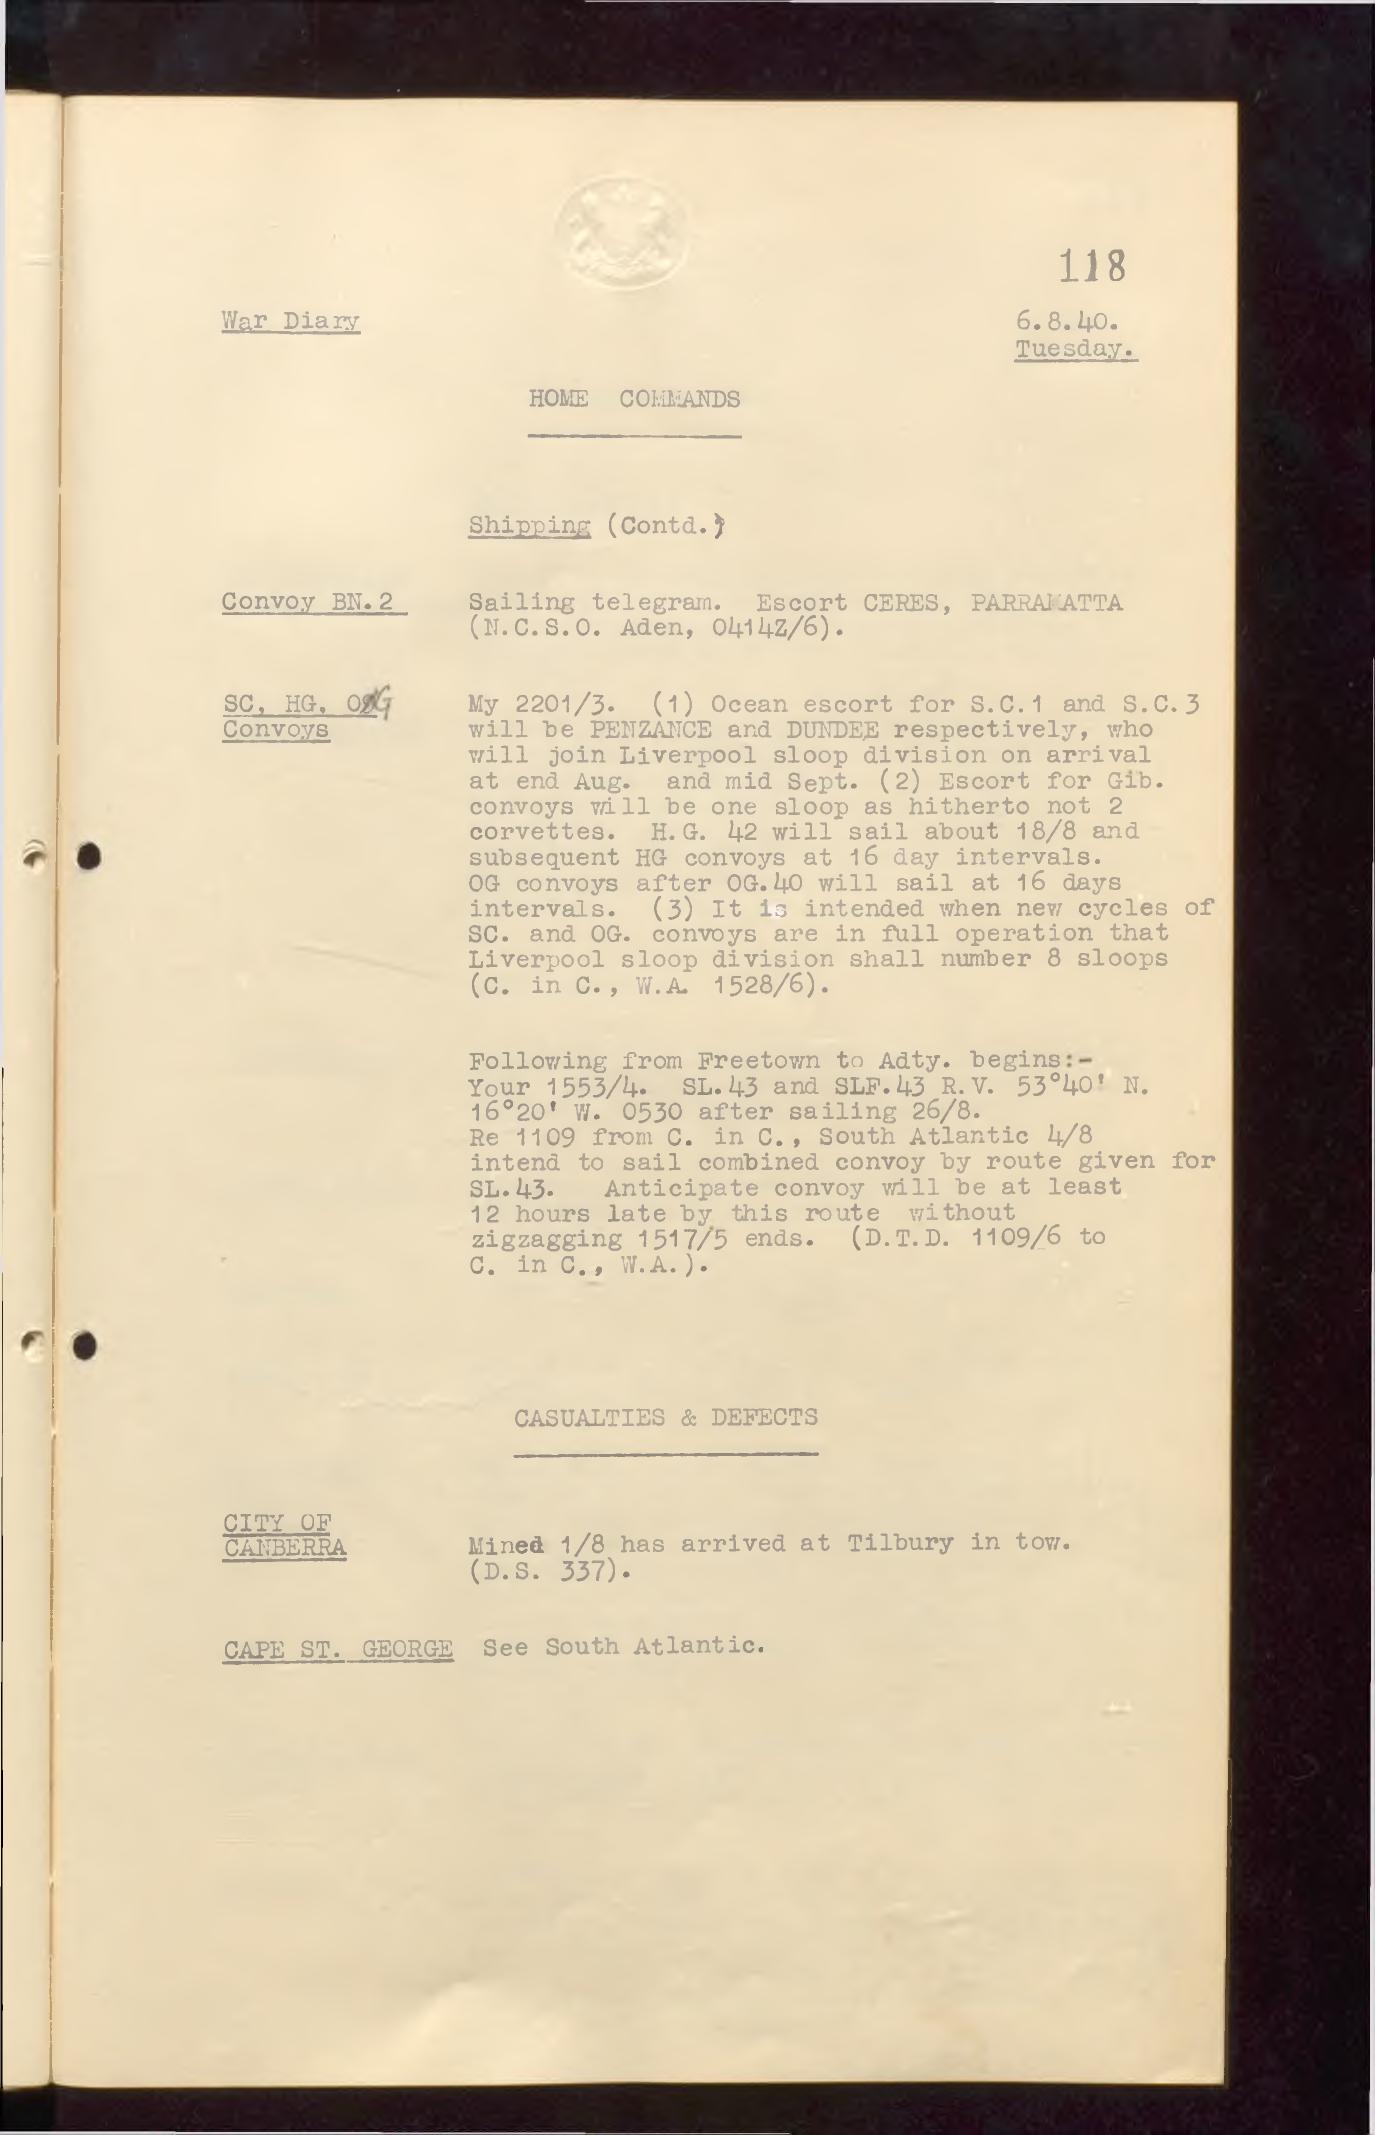 118
War Diary
6.8.40.
Tuesday.
HOME COMMANDS
Shipping (Contd.)
Convoy BN.2 Sailing telegram. Escort CERES, PARRAKATTA
(N.C.S.O. Aden, 0414Z/6).
SC, HG, OG My 2201/3. (1) Ocean escort for S.C.1 and S.C.3
Convoys will be PENZANCE and DUNDEE respectively, who
will join Liverpool sloop division on arrival
at end Aug. and mid Sept. (2) Escort for Gib.
convoys will be one sloop as hitherto not 2
corvettes. H.G. 42 will sail about 18/8 and
subsequent HG convoys at 16 day intervals.
OG convoys after OG.40 will sail at 16 days
intervals. (3) It is intended when new cycles of
SC. and OG. convoys are in full operation that
Liverpool sloop division shall number 8 sloops
(C. in C., W.A. 1528/6).
Following from Freetown to Adty. begins:-
Your 1553/4. SL.43 and SLF.43 R.V. 53°40' N.
16°20' W. 0530 after sailing 26/8.
Re 1109 from C. in C., South Atlantic 4/8
intend to sail combined convoy by route given for
SL.43. Anticipate convoy will be at least
12 hours late by this route without
zigzagging 1517/5 ends. (D.T.D. 1109/6 to
C. in C., W.A.).
CASUALTIES & DEFECTS
CITY OF
CANBERRA Mined 1/8 has arrived at Tilbury in tow.
(D.S. 337).
CAPE ST. GEORGE See South Atlantic.